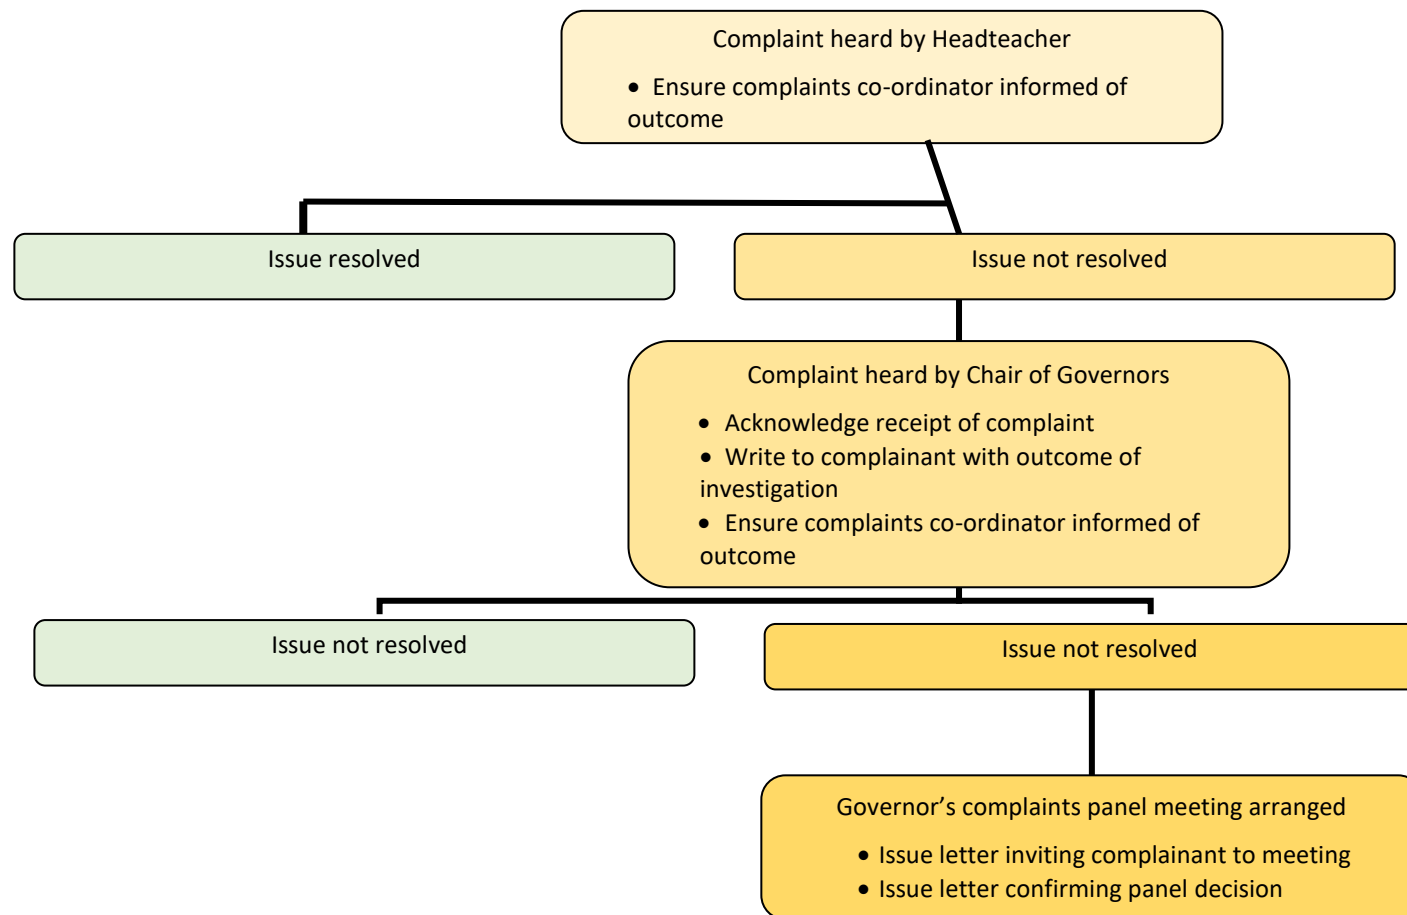 Complaint heard by Headteacher
• Ensure complaints co-ordinator informed of
outcome
Issue resolved
Issue not resolved
Complaint heard by Chair of Governors
• Acknowledge receipt of complaint
• Write to complainant with outcome of
investigation
• Ensure complaints co-ordinator informed of
outcome
Issue not resolved
Issue not resolved
Governor’s complaints panel meeting arranged
• Issue letter inviting complainant to meeting
• Issue letter confirming panel decision